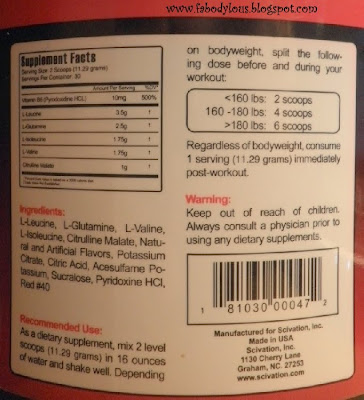 www.fabodylous.blogspot.com
Supplement Facts
Serving Size 2 Scoops (11.29 grams)
Servings Per Container: 30
Amount Per Serving %DV*
Vitamin B6 (Pyridoxine HCL) 10mg 500%
L-Leucine 3.5g †
L-Glutamine 2.5g †
L-Isoleucine 1.75g †
L-Valine 1.75g †
Citrulline Malate 1g †
Ingredients:
L-Leucine, L-Glutamine, L-Valine,
L-Isoleucine, Citrulline Malate, Natu-
ral and Artificial Flavors, Potassium
Citrate, Citric Acid, Acesulfame Po-
tassium, Sucralose, Pyridoxine HCl,
Red #40
Recommended Use:
As a dietary supplement, mix 2 level
scoops (11.29 grams) in 16 ounces
of water and shake well. Depending
on bodyweight, split the follow-
ing dose before and during your
workout:
<160 lbs: 2 scoops
160 -180 lbs: 4 scoops
>180 lbs: 6 scoops
Regardless of bodyweight, consume
1 serving (11.29 grams) immediately
post-workout.
Warning:
Keep out of reach of children.
Always consult a physician prior to
using any dietary supplements.
1 81030 00047 2
Manufactured for Scivation, Inc.
Made in USA
Scivation, Inc.
1130 Cherry Lane
Graham, NC. 27253
www.scivation.com